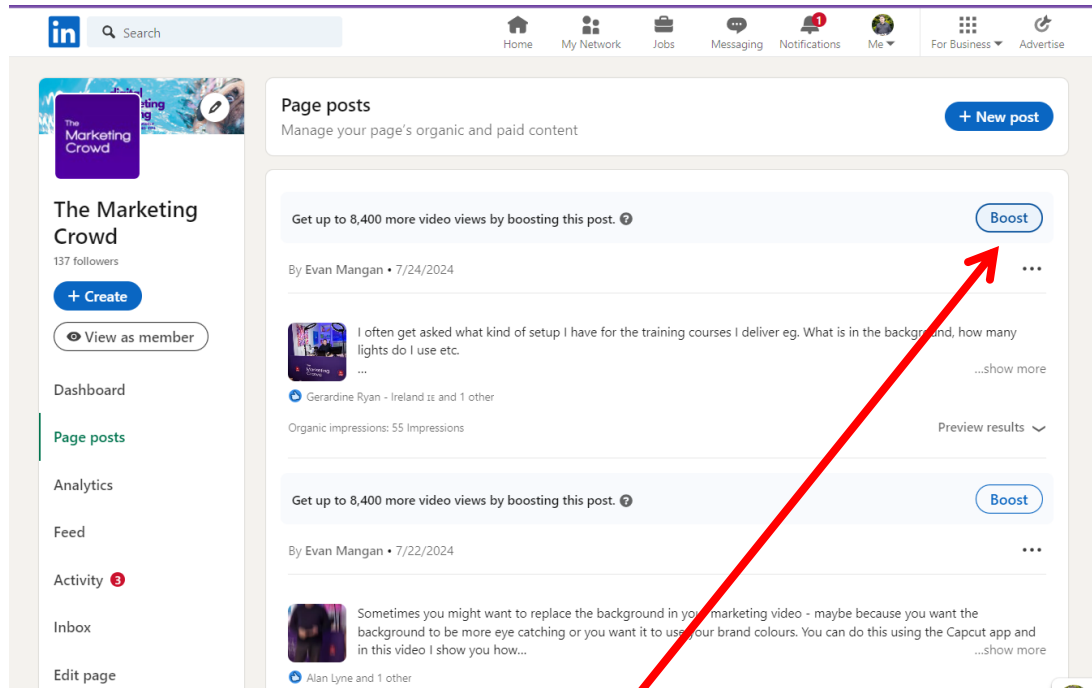 in Search
Home My Network Jobs Messaging 1 Notifications Me For Business Advertise
digital
The
Marketing
Crowd
The Marketing
Crowd
137 followers
+ Create
View as member
Dashboard
Page posts
Analytics
Feed
Activity 3
Inbox
Edit page
Page posts
Manage your page's organic and paid content
+ New post
Get up to 8,400 more video views by boosting this post. ?
Boost
By Evan Mangan • 7/24/2024
...
I often get asked what kind of setup I have for the training courses I deliver eg. What is in the background, how many
lights do I use etc.
...
...show more
Gerardine Ryan - Ireland IE and 1 other
Organic impressions: 55 Impressions
Preview results
Get up to 8,400 more video views by boosting this post. ?
Boost
By Evan Mangan • 7/22/2024
...
Sometimes you might want to replace the background in your marketing video - maybe because you want the
background to be more eye catching or you want it to use your brand colours. You can do this using the Capcut app and
in this video I show you how...
...show more
Alan Lyne and 1 other